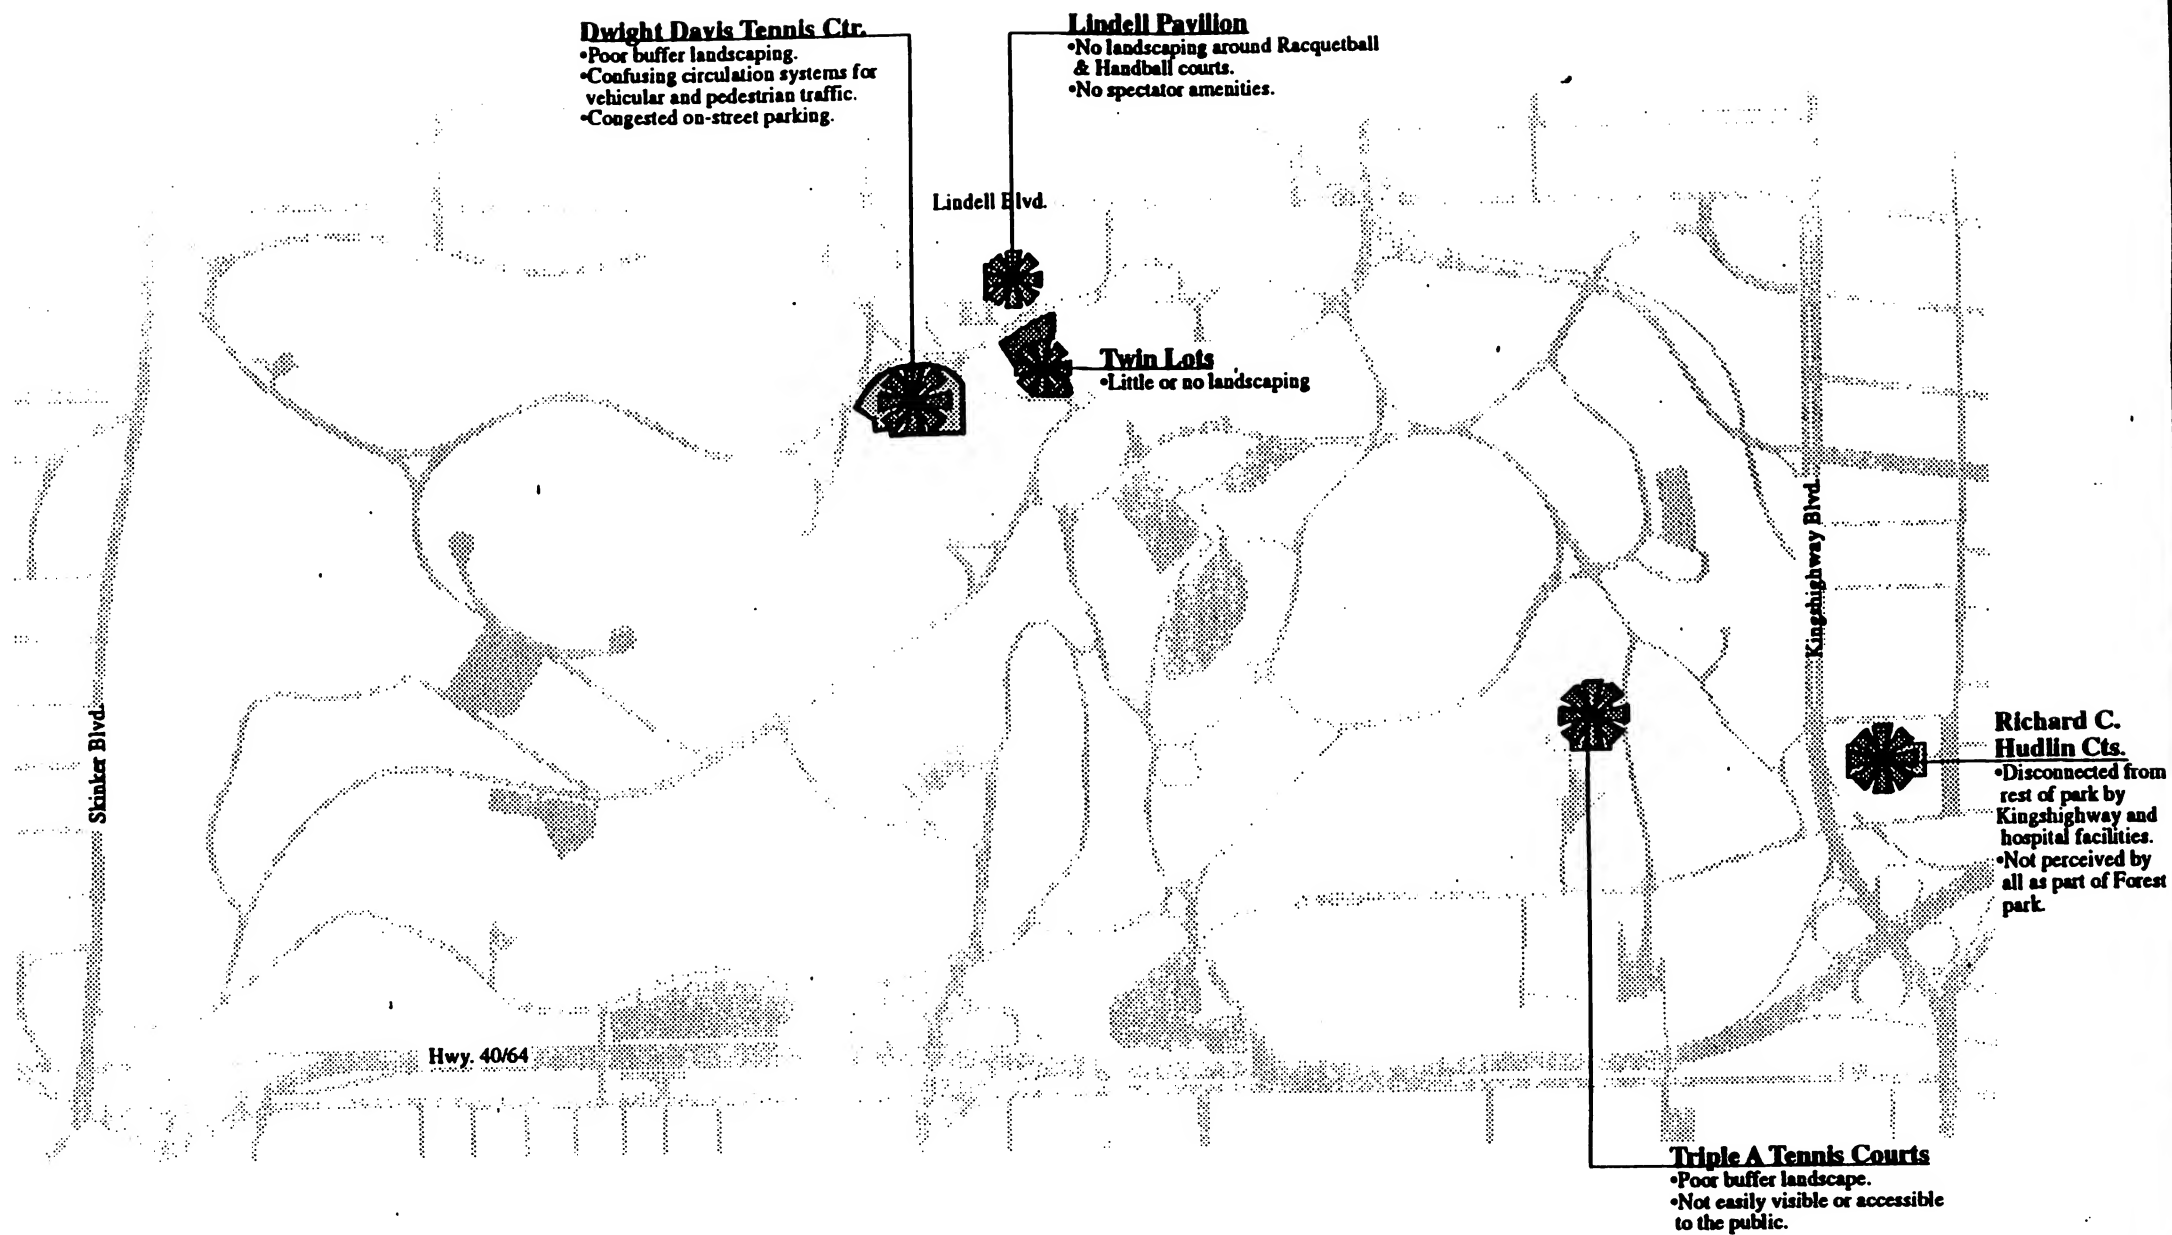 Dwight Davis Tennis Ctr.
•Poor buffer landscaping.
•Confusing circulation systems for
vehicular and pedestrian traffic.
•Congested on-street parking.
Lindell Pavilion
•No landscaping around Racquetball
& Handball courts.
•No spectator amenities.
Lindell Blvd.
Twin Lots
•Little or no landscaping
Kingshighway Blvd.
Skinker Blvd.
Richard C.
Hudlin Cts.
•Disconnected from
rest of park by
Kingshighway and
hospital facilities.
•Not perceived by
all as part of Forest
park.
Hwy. 40/64
Triple A Tennis Courts
•Poor buffer landscape.
•Not easily visible or accessible
to the public.